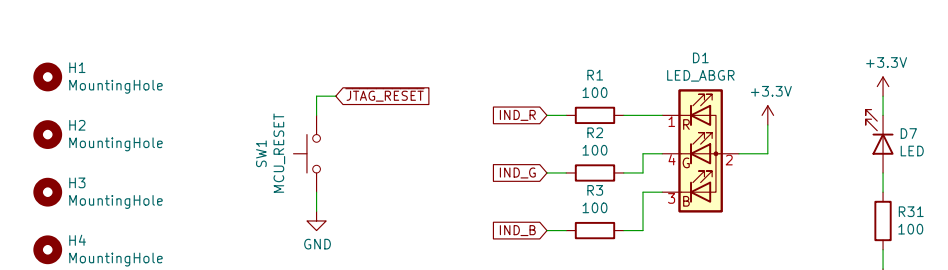 H1
MountingHole
H2
MountingHole
H3
MountingHole
H4
MountingHole
SW1
MCU_RESET
JTAG_RESET
GND
IND_R
IND_G
IND_B
R1
100
R2
100
R3
100
D1
LED_ABGR
1
R
4
G
2
3
B
+3.3V
+3.3V
D7
LED
R31
100